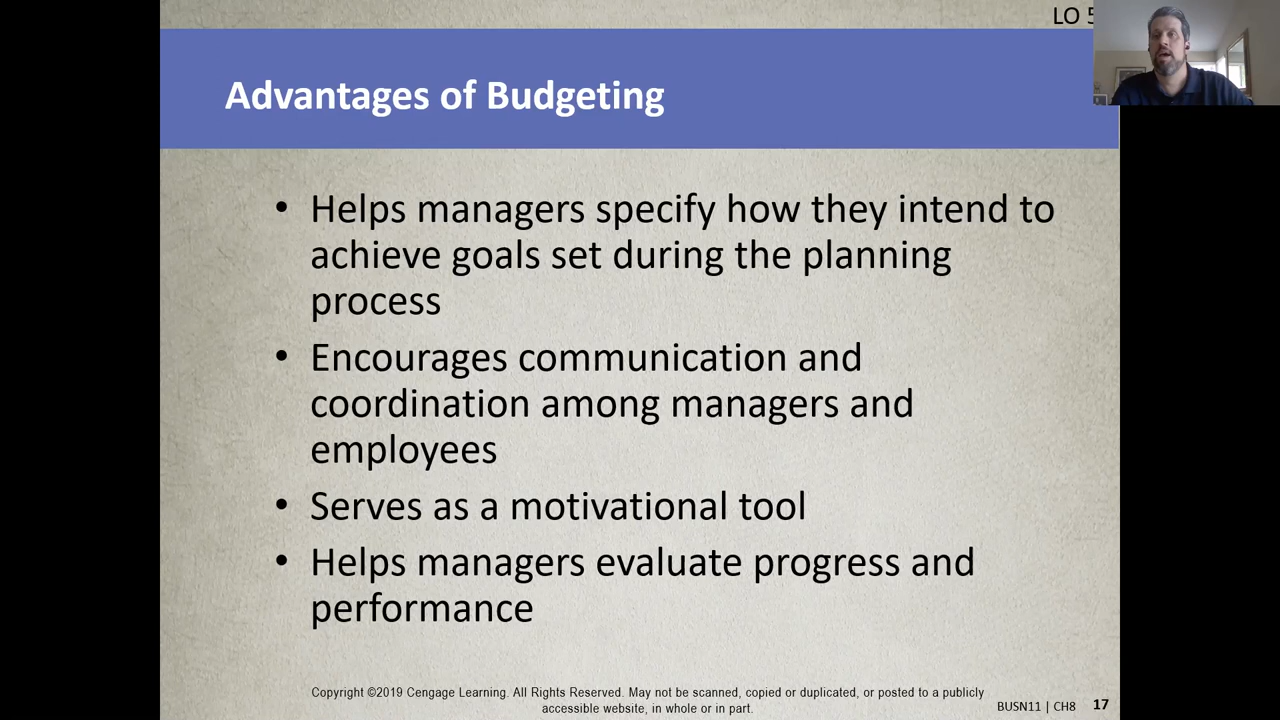 LO 5
Advantages of Budgeting
• Helps managers specify how they intend to
achieve goals set during the planning
process
• Encourages communication and
coordination among managers and
employees
• Serves as a motivational tool
• Helps managers evaluate progress and
performance
Copyright ©2019 Cengage Learning. All Rights Reserved. May not be scanned, copied or duplicated, or posted to a publicly
accessible website, in whole or in part.
BUSN11 | CH8 17